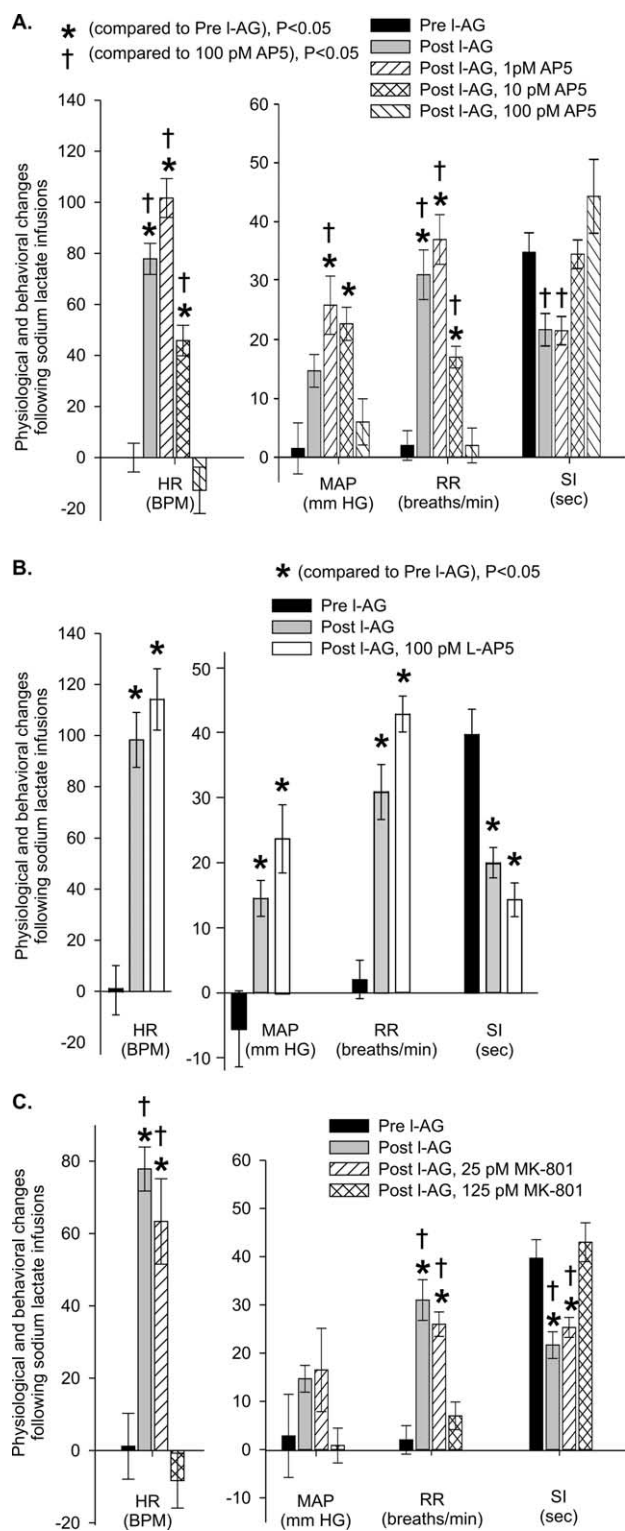 A.
* (compared to Pre l-AG), P<0.05
† (compared to 100 pM AP5), P<0.05
Pre l-AG
Post l-AG
Post l-AG, 1pM AP5
Post l-AG, 10 pM AP5
Post l-AG, 100 pM AP5
Physiological and behavioral changes
following sodium lactate infusions
140
120
100
80
60
40
20
0
-20
† * † * † *
HR
(BPM)
60
50
40
30
20
10
0
† * * † * † * † * † †
MAP
(mm HG)
RR
(breaths/min)
SI
(sec)
B.
* (compared to Pre l-AG), P<0.05
Pre l-AG
Post l-AG
Post l-AG, 100 pM L-AP5
Physiological and behavioral changes
following sodium lactate infusions
140
120
100
80
60
40
20
0
-20
* *
HR
(BPM)
50
40
30
20
10
0
-10
* * * * * *
MAP
(mm HG)
RR
(breaths/min)
SI
(sec)
C.
Pre l-AG
Post l-AG
Post l-AG, 25 pM MK-801
Post l-AG, 125 pM MK-801
Physiological and behavioral changes
following sodium lactate infusions
80
60
40
20
0
-20
† * † *
HR
(BPM)
60
50
40
30
20
10
0
-10
† * † * † * † *
MAP
(mm HG)
RR
(breaths/min)
SI
(sec)